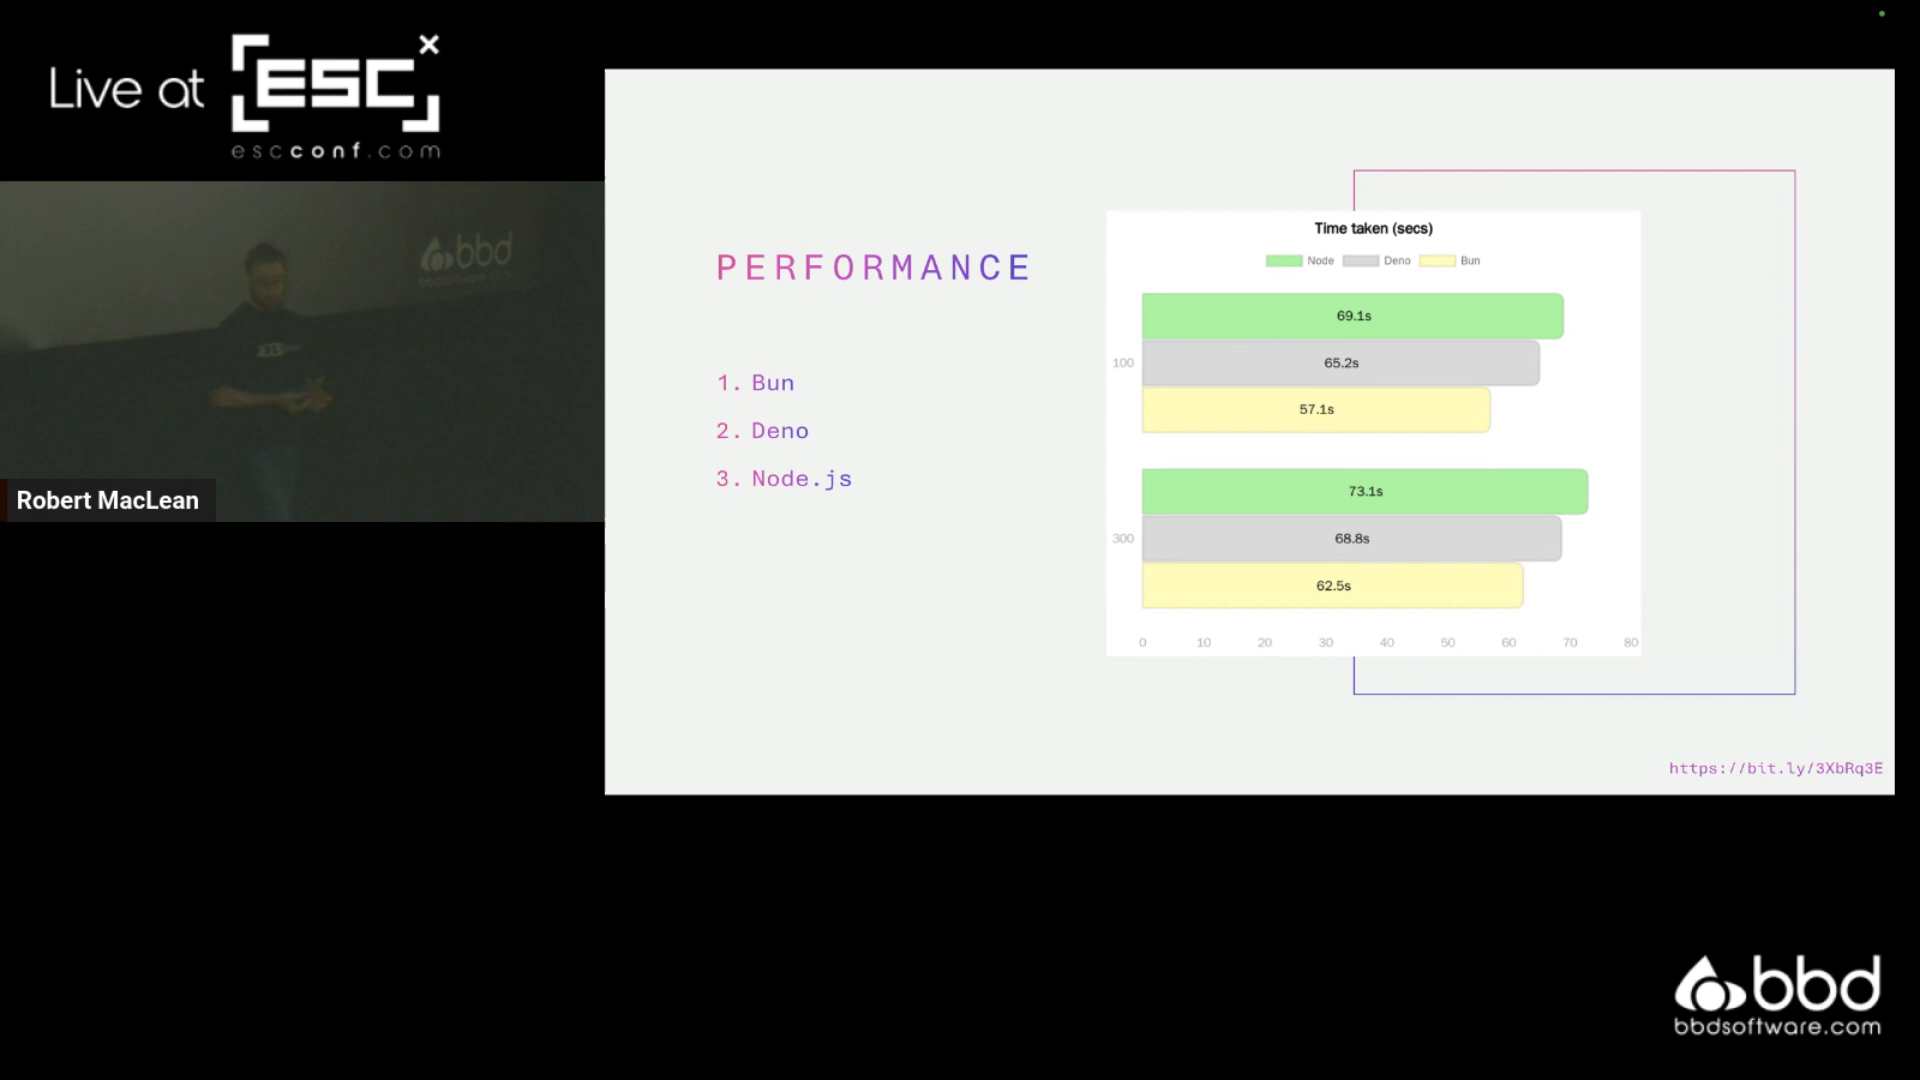 Live at ESC
escconf.com
bbd
Robert MacLean
PERFORMANCE
1. Bun
2. Deno
3. Node.js
Time taken (secs)
Node Deno Bun
69.1s
100 65.2s
57.1s
73.1s
300 68.8s
62.5s
0 10 20 30 40 50 60 70 80
https://bit.ly/3XbRq3E
bbd
bbdsoftware.com